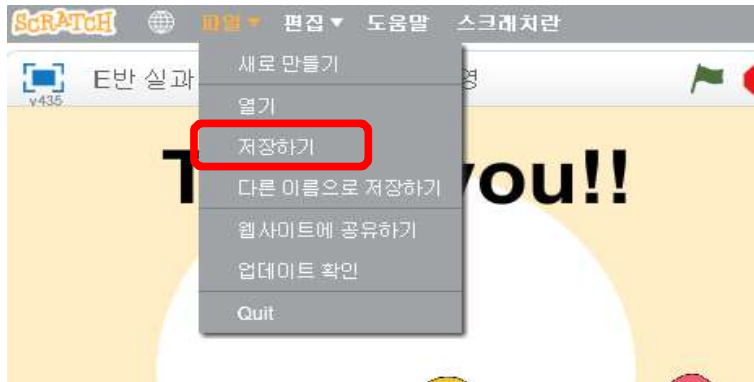 SCRATCH 파일▼ 편집▼ 도움말 스크래치란
v435
E반 실과
영
새로 만들기
열기
저장하기
다른 이름으로 저장하기
웹사이트에 공유하기
업데이트 확인
Quit
T
you!!